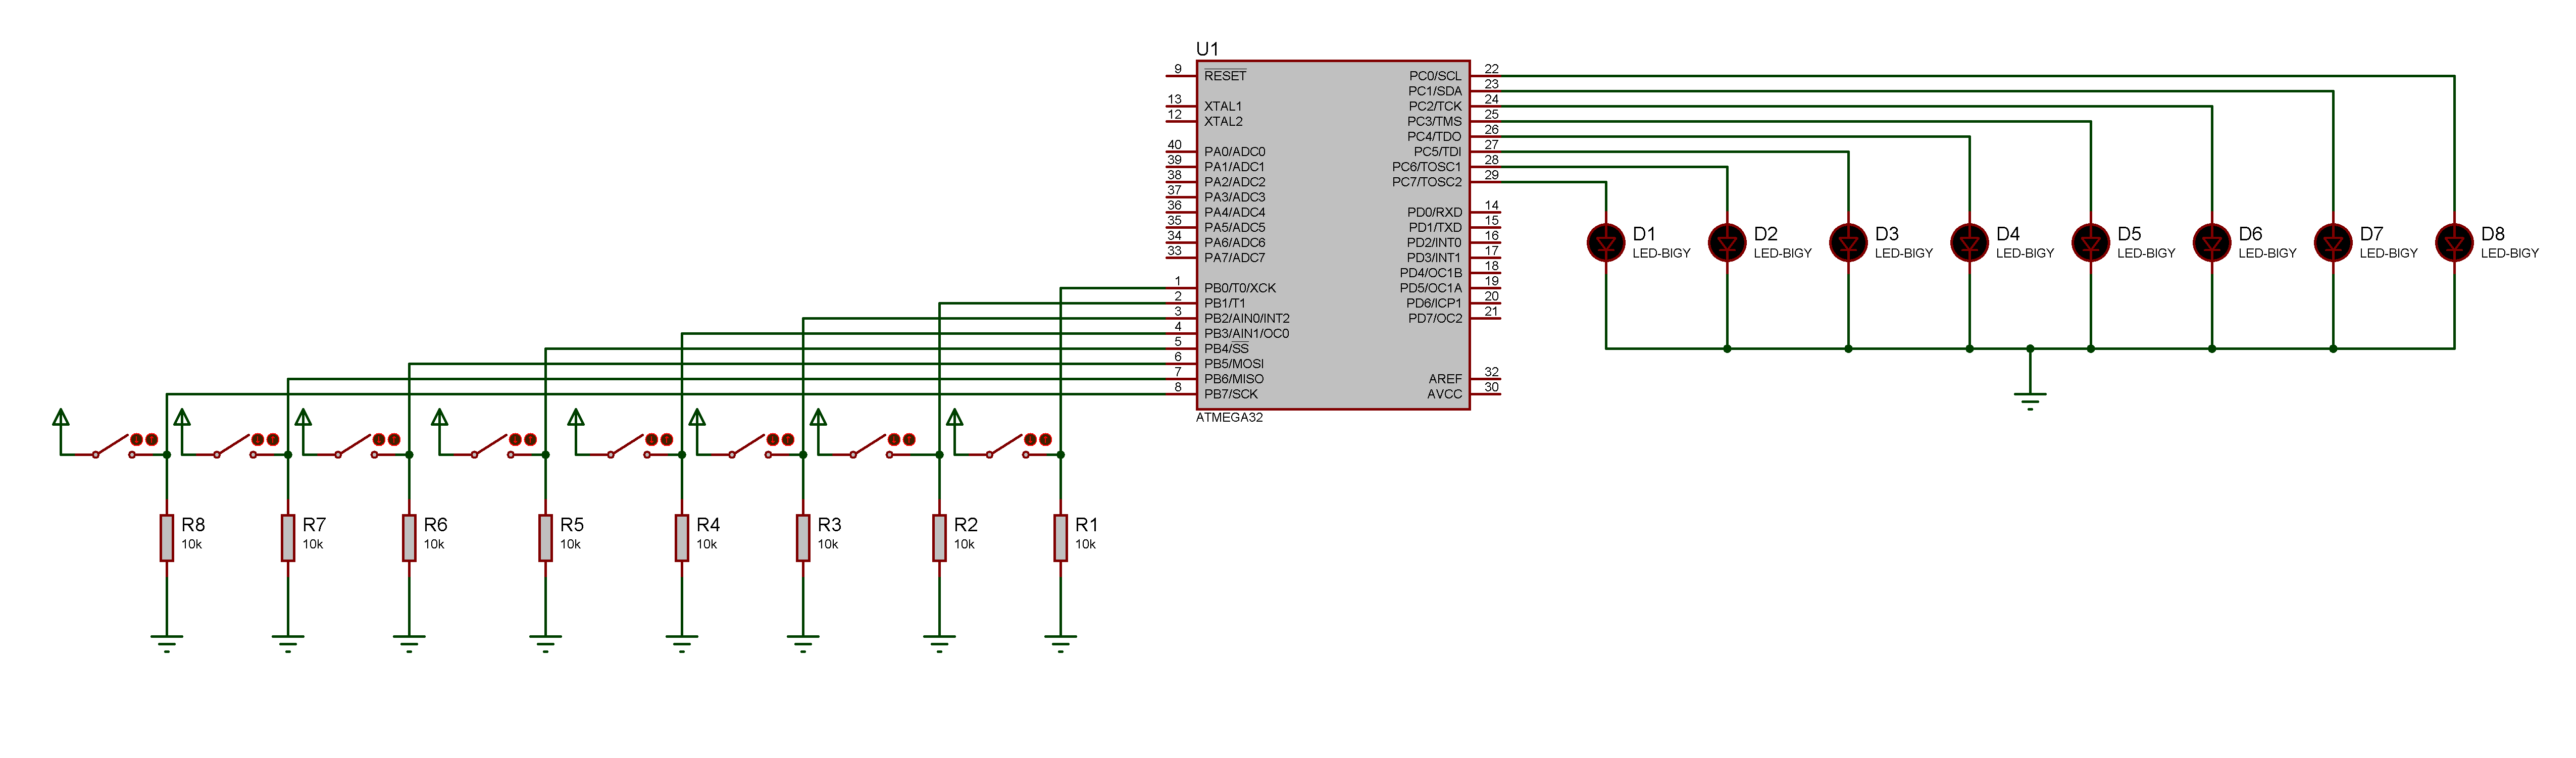 U1
9 RESET
13 XTAL1
12 XTAL2
40 PA0/ADC0
39 PA1/ADC1
38 PA2/ADC2
37 PA3/ADC3
36 PA4/ADC4
35 PA5/ADC5
34 PA6/ADC6
33 PA7/ADC7
1 PB0/T0/XCK
2 PB1/T1
3 PB2/AIN0/INT2
4 PB3/AIN1/OC0
5 PB4/SS
6 PB5/MOSI
7 PB6/MISO
8 PB7/SCK
PC0/SCL 22
PC1/SDA 23
PC2/TCK 24
PC3/TMS 25
PC4/TDO 26
PC5/TDI 27
PC6/TOSC1 28
PC7/TOSC2 29
PD0/RXD 14
PD1/TXD 15
PD2/INT0 16
PD3/INT1 17
PD4/OC1B 18
PD5/OC1A 19
PD6/ICP1 20
PD7/OC2 21
AREF 32
AVCC 30
ATMEGA32
D1
LED-BIGY
D2
LED-BIGY
D3
LED-BIGY
D4
LED-BIGY
D5
LED-BIGY
D6
LED-BIGY
D7
LED-BIGY
D8
LED-BIGY
R8
10k
R7
10k
R6
10k
R5
10k
R4
10k
R3
10k
R2
10k
R1
10k